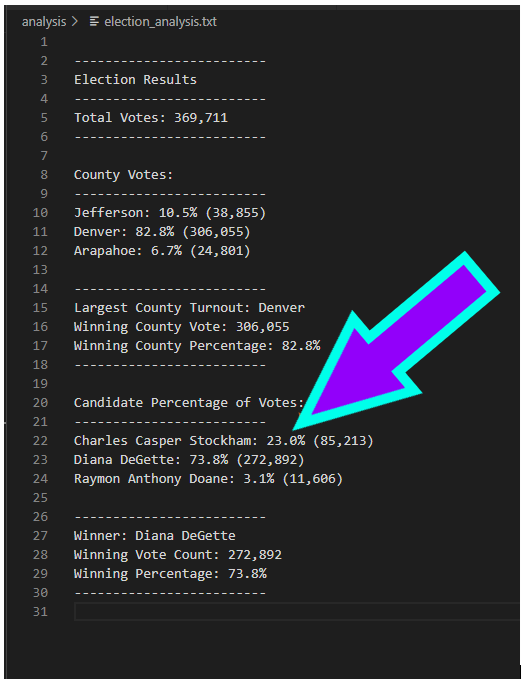 analysis > election_analysis.txt
1
2 -------------------------
3 Election Results
4 -------------------------
5 Total Votes: 369,711
6 -------------------------
7
8 County Votes:
9 -------------------------
10 Jefferson: 10.5% (38,855)
11 Denver: 82.8% (306,055)
12 Arapahoe: 6.7% (24,801)
13
14 -------------------------
15 Largest County Turnout: Denver
16 Winning County Vote: 306,055
17 Winning County Percentage: 82.8%
18 -------------------------
19
20 Candidate Percentage of Votes:
21 -------------------------
22 Charles Casper Stockham: 23.0% (85,213)
23 Diana DeGette: 73.8% (272,892)
24 Raymon Anthony Doane: 3.1% (11,606)
25
26 -------------------------
27 Winner: Diana DeGette
28 Winning Vote Count: 272,892
29 Winning Percentage: 73.8%
30 -------------------------
31